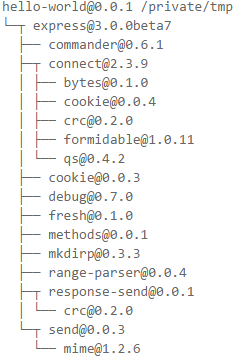 hello-world@0.0.1 /private/tmp
└─┬ express@3.0.0beta7
  ├── commander@0.6.1
  ├─┬ connect@2.3.9
  │ ├── bytes@0.1.0
  │ ├── cookie@0.0.4
  │ ├── crc@0.2.0
  │ ├── formidable@1.0.11
  │ └── qs@0.4.2
  ├── cookie@0.0.3
  ├── debug@0.7.0
  ├── fresh@0.1.0
  ├── methods@0.0.1
  ├── mkdirp@0.3.3
  ├── range-parser@0.0.4
  ├─┬ response-send@0.0.1
  │ └── crc@0.2.0
  └─┬ send@0.0.3
    └── mime@1.2.6